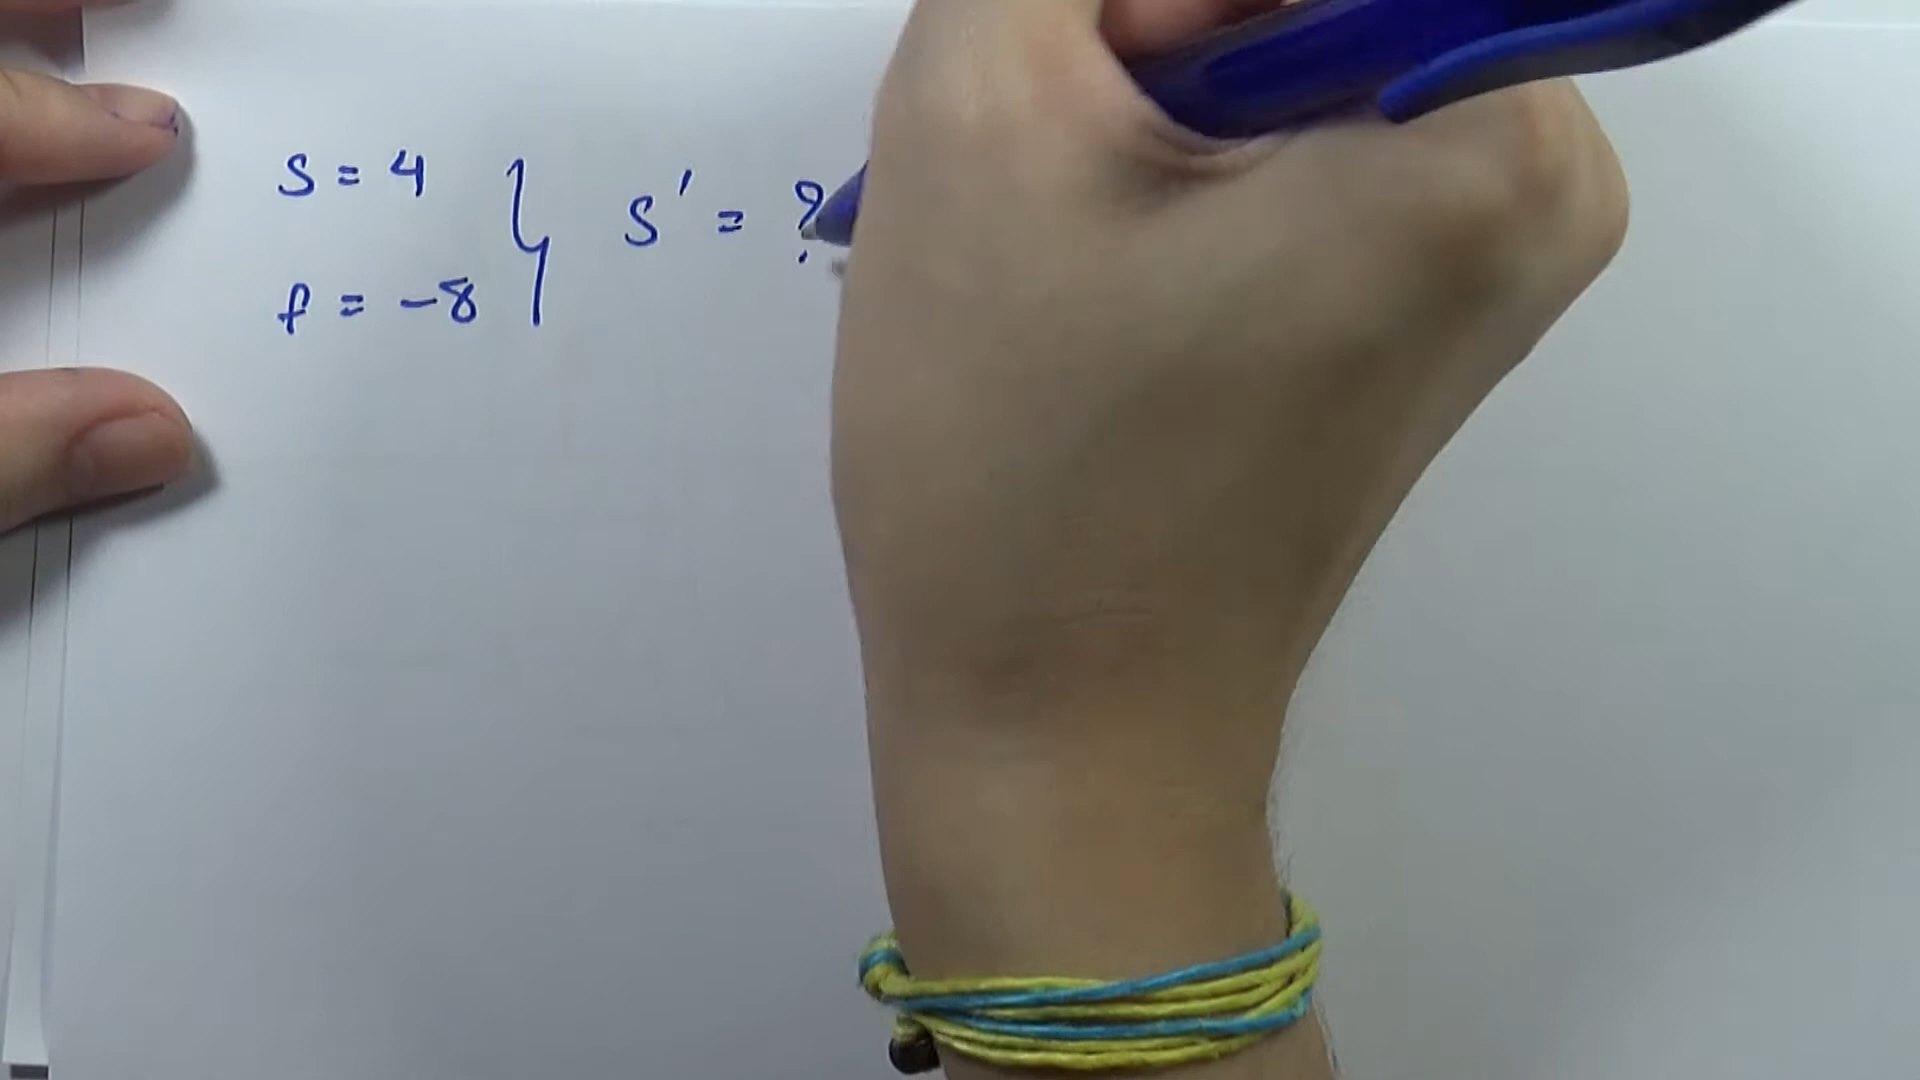 s = 4
f = -8
s' = ?